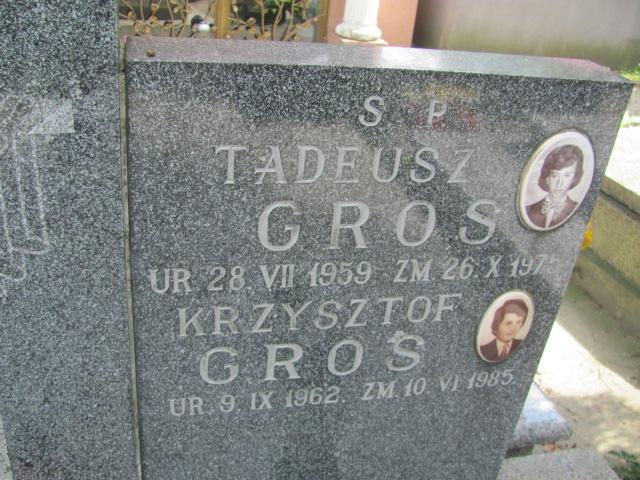 S P
TADEUSZ
GROS
UR. 28. VII 1959 ZM. 26. X 1975
KRZYSZTOF
GROS
UR. 9. IX 1962. ZM. 10. VI 1985.